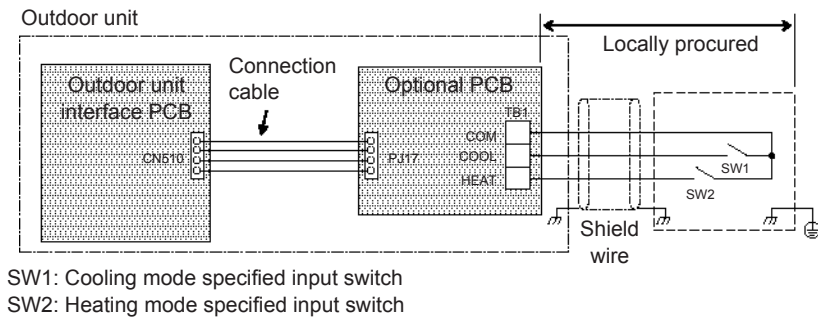 Outdoor unit
Locally procured
Outdoor unit
interface PCB
Connection
cable
Optional PCB
TB1
COM
COOL
HEAT
CN510
PJ17
SW1
SW2
Shield
wire
SW1: Cooling mode specified input switch
SW2: Heating mode specified input switch